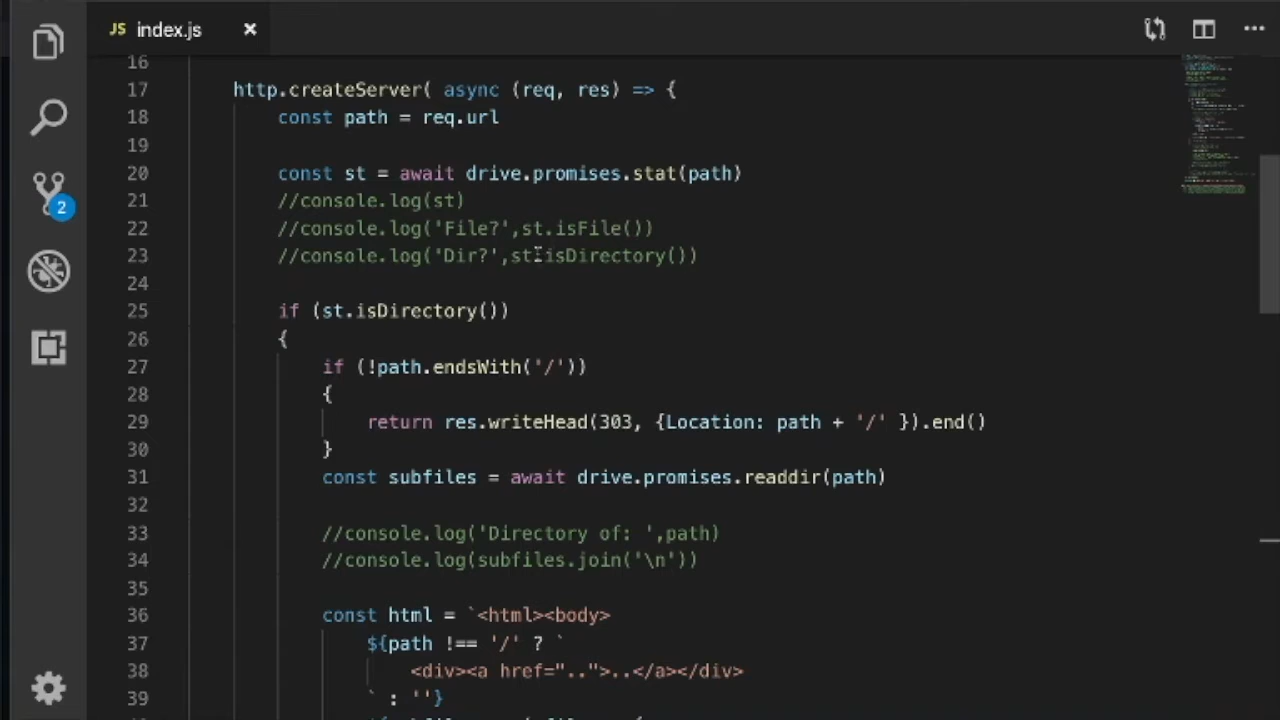 JS index.js ×
16
17 http.createServer( async (req, res) => {
18 const path = req.url
19
20 const st = await drive.promises.stat(path)
21 //console.log(st)
22 //console.log('File?',st.isFile())
23 //console.log('Dir?',st.isDirectory())
24
25 if (st.isDirectory())
26 {
27 if (!path.endsWith('/'))
28 {
29 return res.writeHead(303, {Location: path + '/' }).end()
30 }
31 const subfiles = await drive.promises.readdir(path)
32
33 //console.log('Directory of: ',path)
34 //console.log(subfiles.join('\n'))
35
36 const html = `<html><body>
37 ${path !== '/' ? `
38 <div><a href="..">..</a></div>
39 ` : ''}
2